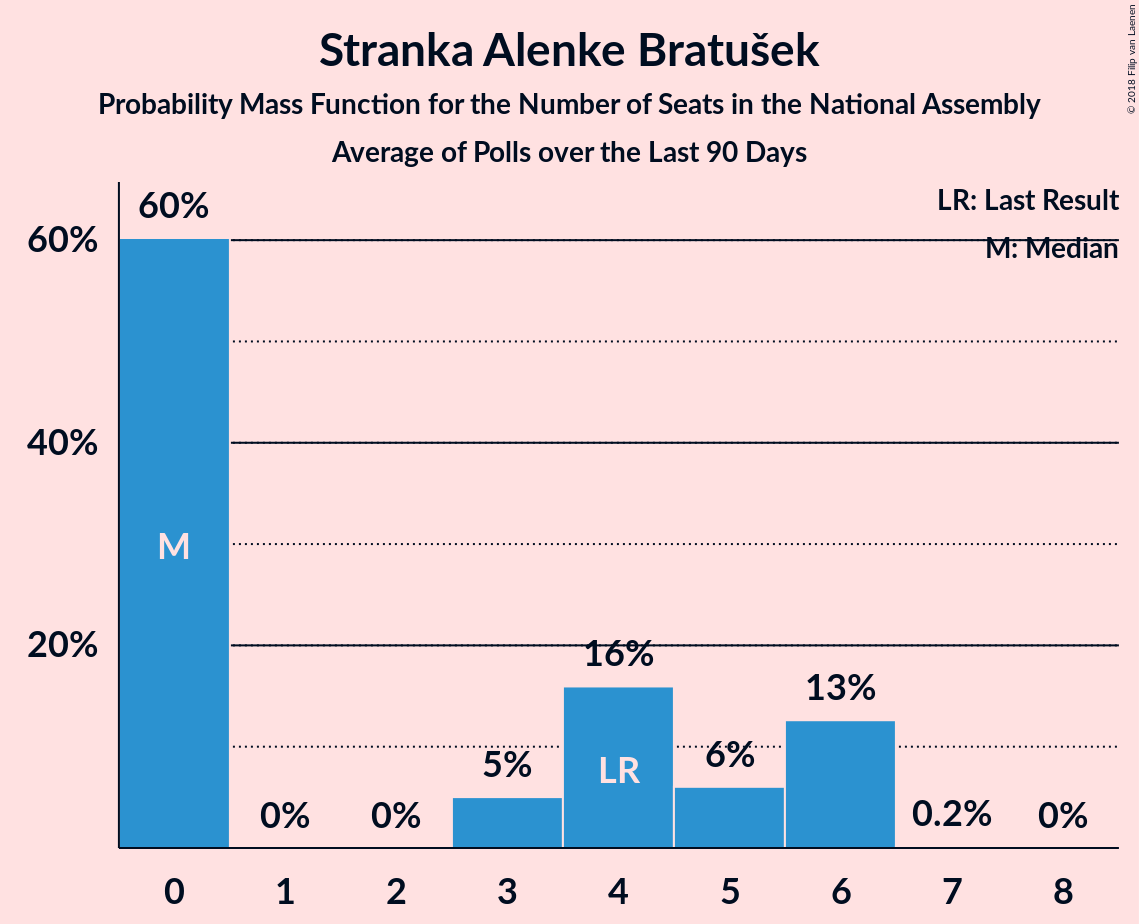 Stranka Alenke Bratušek
Probability Mass Function for the Number of Seats in the National Assembly
Average of Polls over the Last 90 Days
© 2018 Filip van Laenen
LR: Last Result
M: Median
60%
40%
20%
60%
0%
0%
5%
16%
6%
13%
0.2%
0%
M
LR
0 1 2 3 4 5 6 7 8